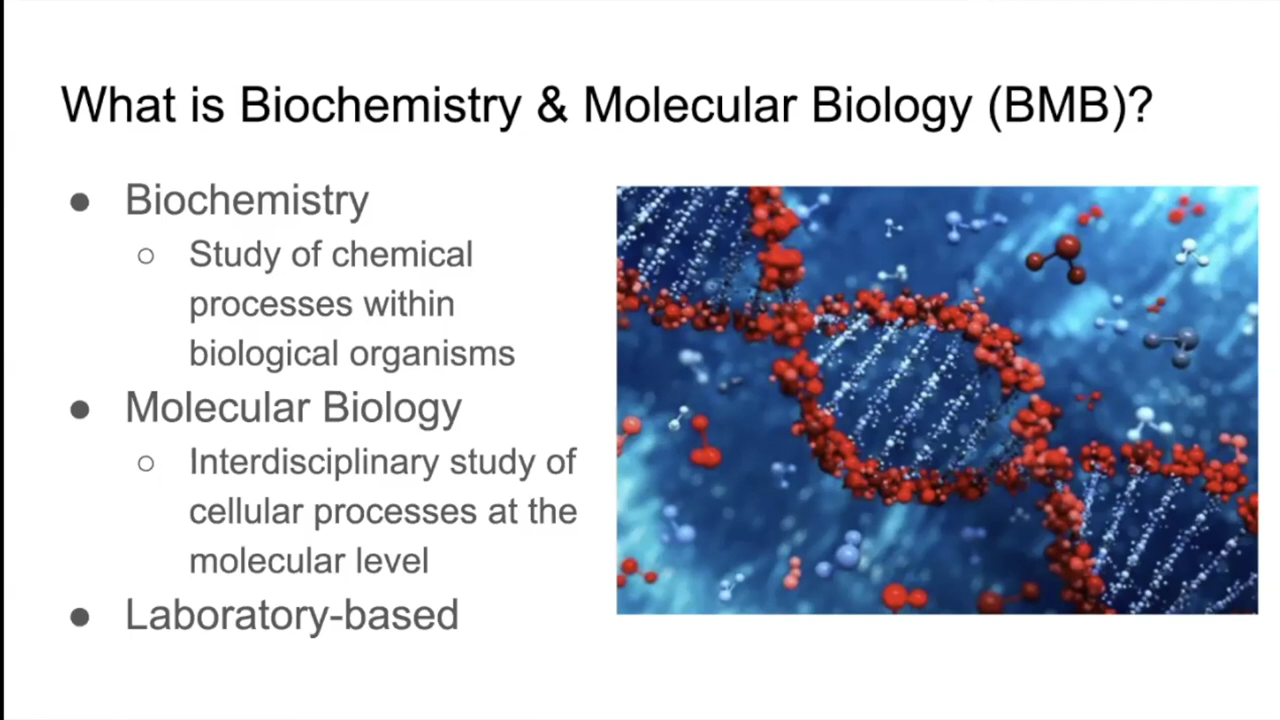 What is Biochemistry & Molecular Biology (BMB)?
● Biochemistry
○ Study of chemical
processes within
biological organisms
● Molecular Biology
○ Interdisciplinary study of
cellular processes at the
molecular level
● Laboratory-based